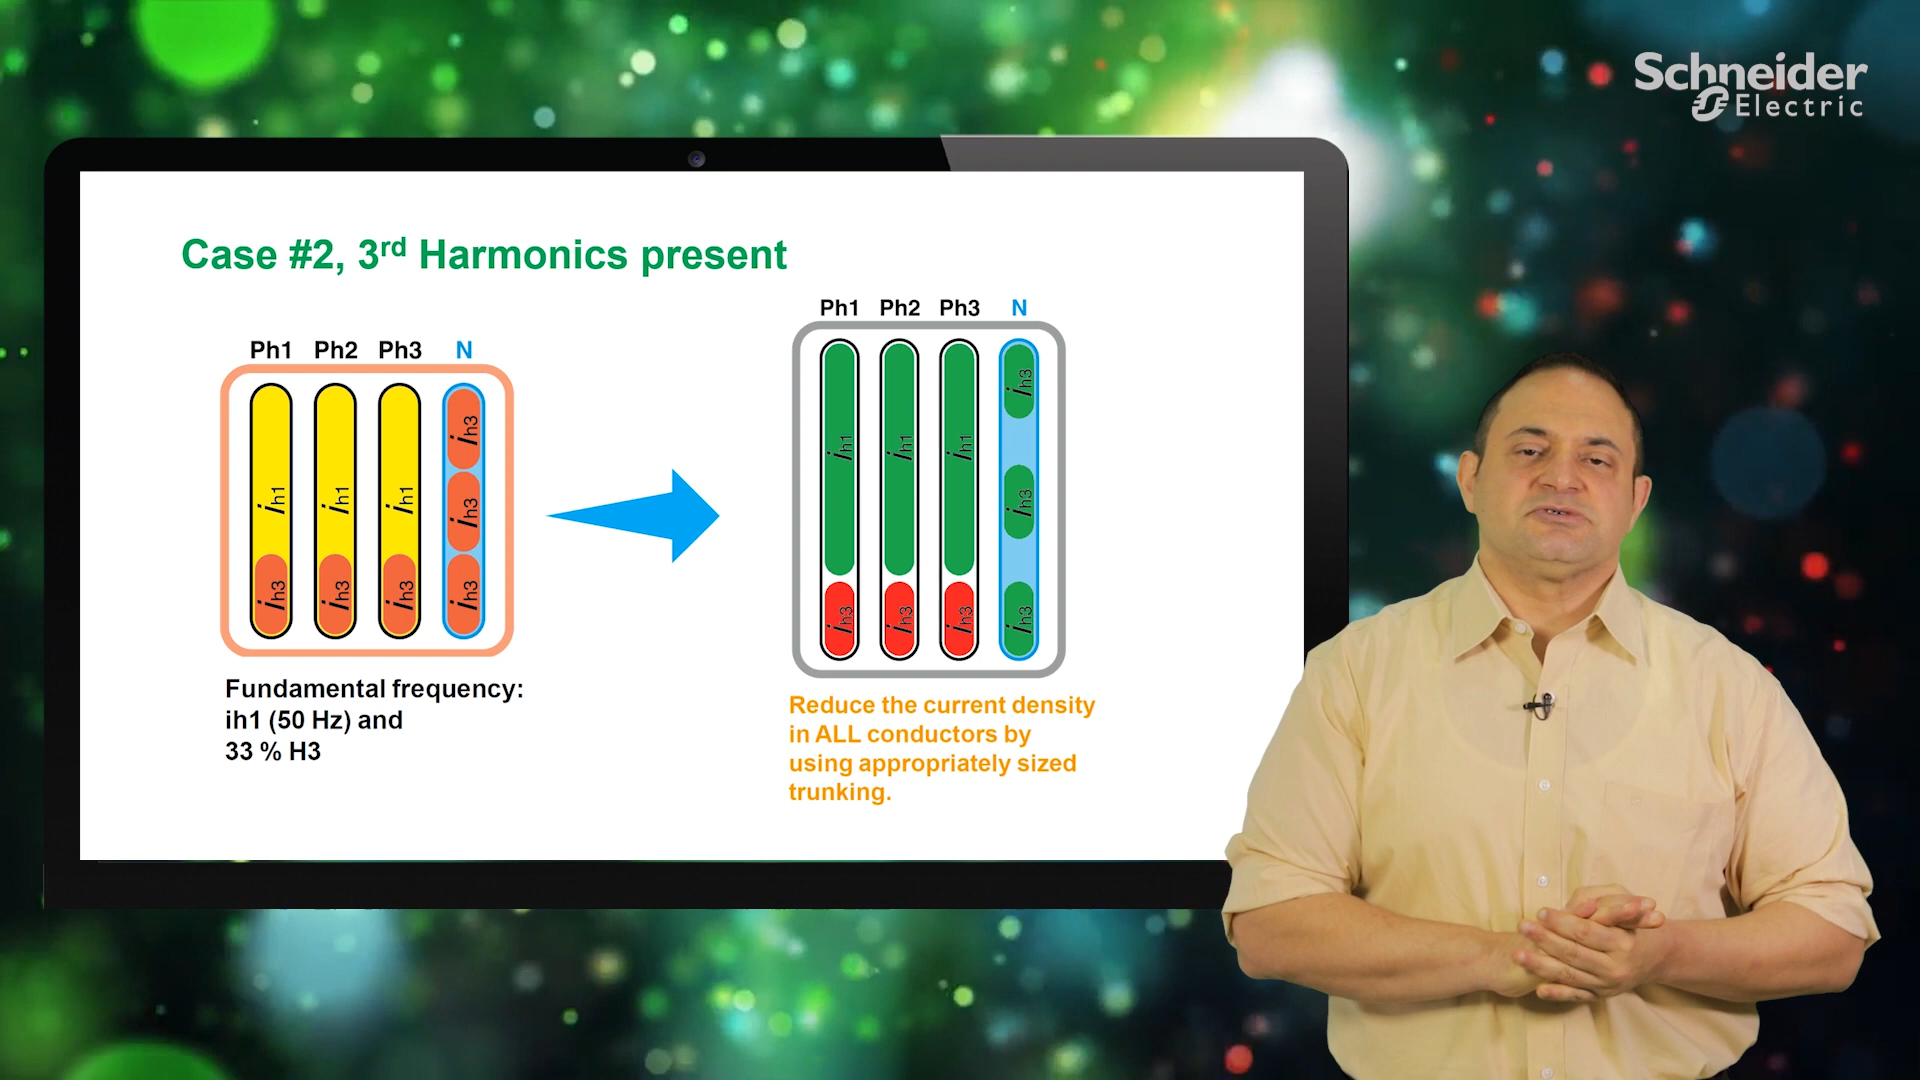 Schneider
Electric
Case #2, 3rd Harmonics present
Ph1 Ph2 Ph3 N
ih1 ih1 ih1 ih3
ih3
ih3 ih3 ih3 ih3
Fundamental frequency:
ih1 (50 Hz) and
33 % H3
Ph1 Ph2 Ph3 N
ih3
ih1 ih1 ih1
ih3
ih3 ih3 ih3 ih3
Reduce the current density
in ALL conductors by
using appropriately sized
trunking.